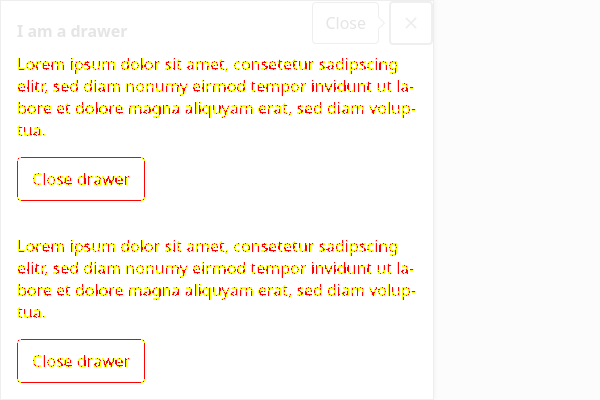 Close ×
I am a drawer
Lorem ipsum dolor sit amet, consetetur sadipscing
elitr, sed diam nonumy eirmod tempor invidunt ut la-
bore et dolore magna aliquyam erat, sed diam volup-
tua.
Close drawer
Lorem ipsum dolor sit amet, consetetur sadipscing
elitr, sed diam nonumy eirmod tempor invidunt ut la-
bore et dolore magna aliquyam erat, sed diam volup-
tua.
Close drawer